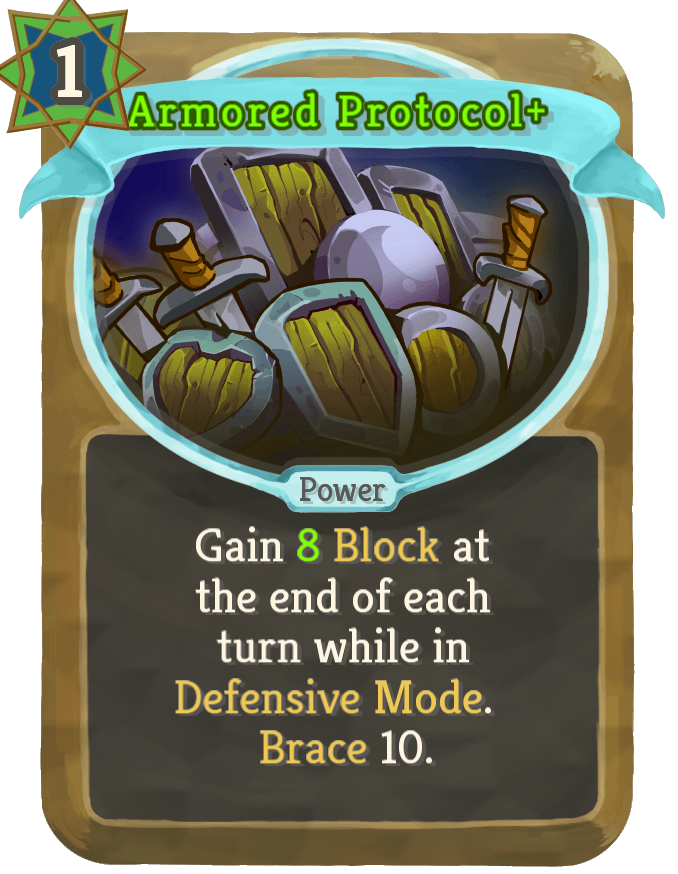 1
Armored Protocol+
Power
Gain 8 Block at
the end of each
turn while in
Defensive Mode.
Brace 10.